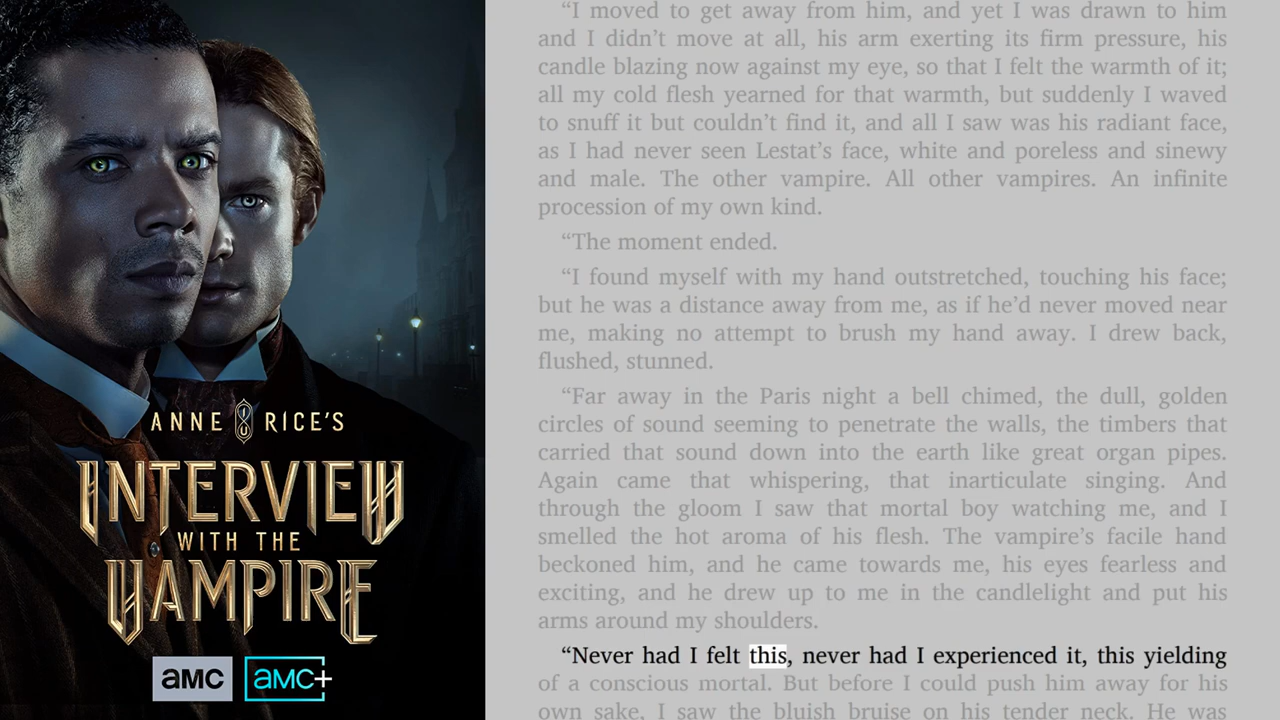 ANNE RICE'S
INTERVIEW
WITH THE
VAMPIRE
amc
amc+
“I moved to get away from him, and yet I was drawn to him
and I didn’t move at all, his arm exerting its firm pressure, his
candle blazing now against my eye, so that I felt the warmth of it;
all my cold flesh yearned for that warmth, but suddenly I waved
to snuff it but couldn’t find it, and all I saw was his radiant face,
as I had never seen Lestat’s face, white and poreless and sinewy
and male. The other vampire. All other vampires. An infinite
procession of my own kind.
“The moment ended.
“I found myself with my hand outstretched, touching his face;
but he was a distance away from me, as if he’d never moved near
me, making no attempt to brush my hand away. I drew back,
flushed, stunned.
“Far away in the Paris night a bell chimed, the dull, golden
circles of sound seeming to penetrate the walls, the timbers that
carried that sound down into the earth like great organ pipes.
Again came that whispering, that inarticulate singing. And
through the gloom I saw that mortal boy watching me, and I
smelled the hot aroma of his flesh. The vampire’s facile hand
beckoned him, and he came towards me, his eyes fearless and
exciting, and he drew up to me in the candlelight and put his
arms around my shoulders.
“Never had I felt this, never had I experienced it, this yielding
of a conscious But before I could push him away for his
own sake, I saw the bluish bruise on his tender neck. He was